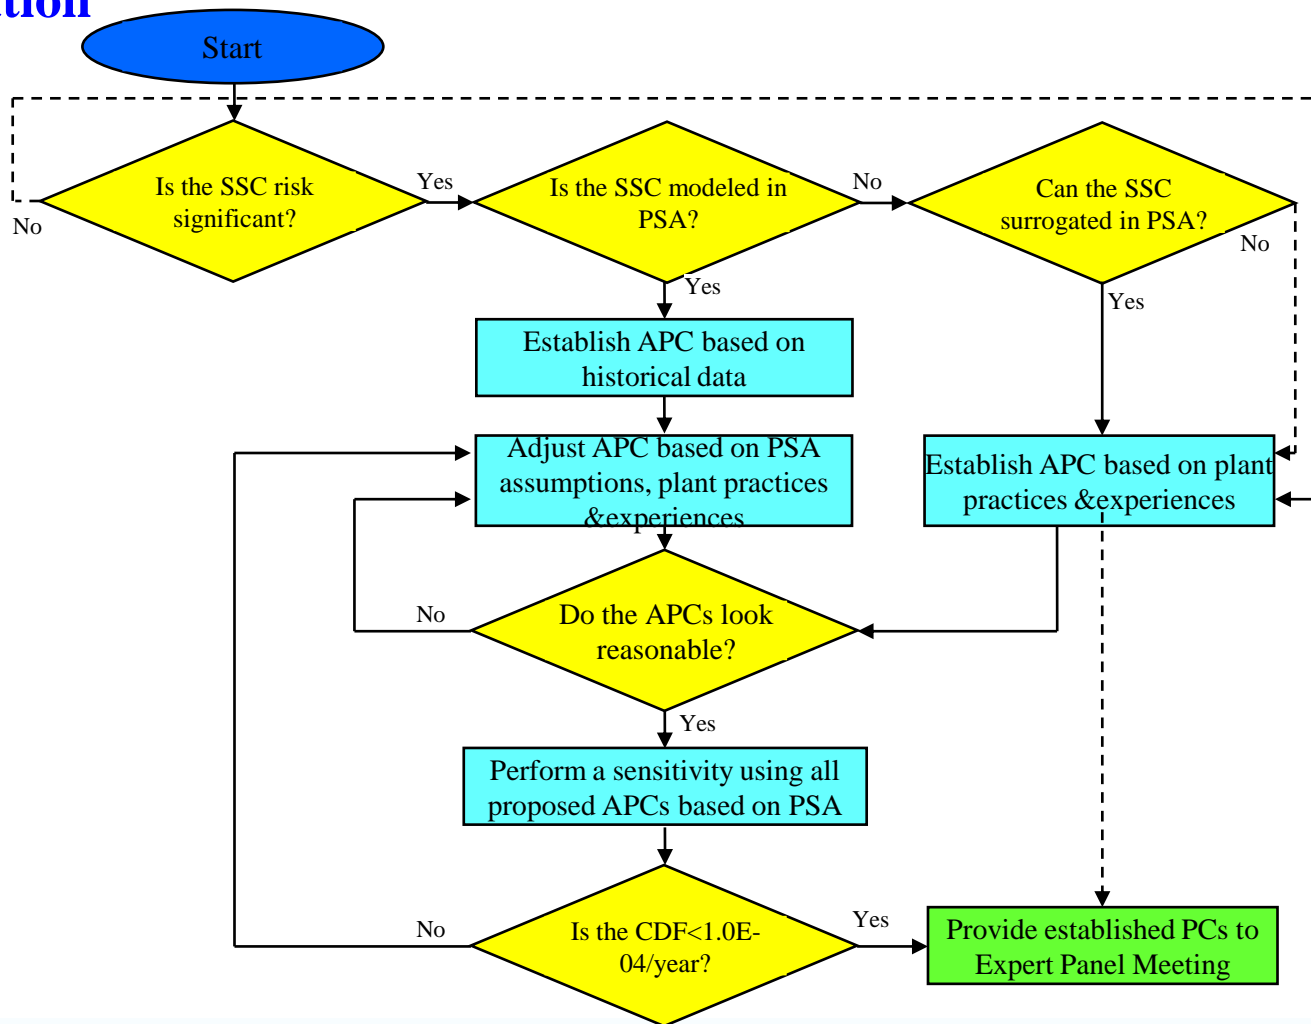 Start
Is the SSC risk
significant?
Yes
No
Is the SSC modeled in
PSA?
No
Yes
Can the SSC
surrogated in PSA?
No
Yes
Establish APC based on
historical data
Adjust APC based on PSA
assumptions, plant practices
&experiences
Establish APC based on plant
practices &experiences
Do the APCs look
reasonable?
No
Yes
Perform a sensitivity using all
proposed APCs based on PSA
Is the CDF<1.0E-
04/year?
No
Yes
Provide established PCs to
Expert Panel Meeting